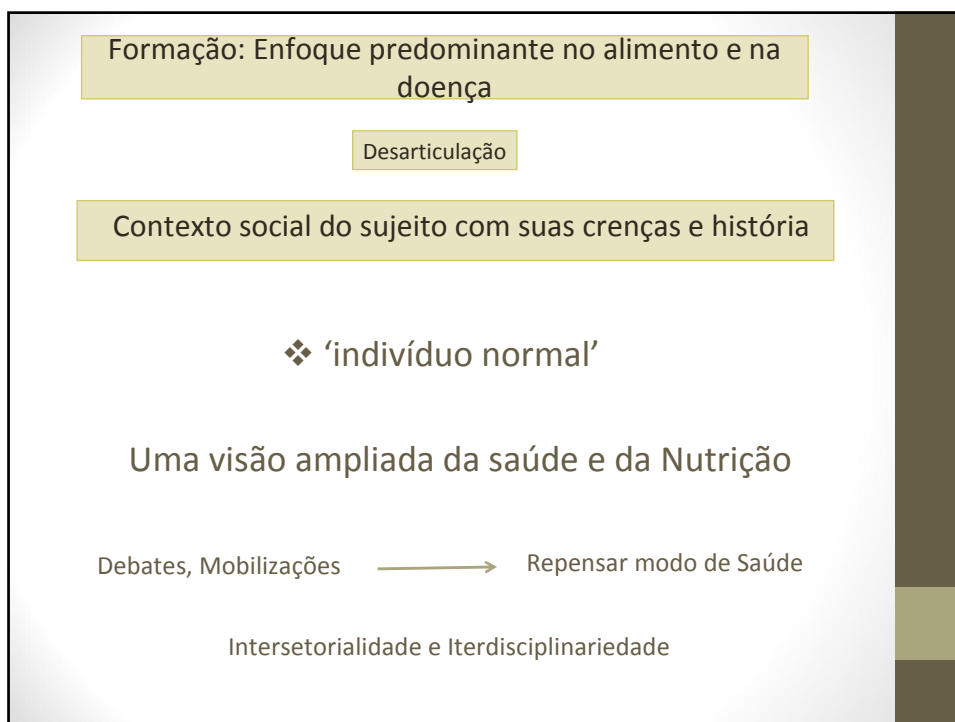 Formação: Enfoque predominante no alimento e na
doença
Desarticulação
Contexto social do sujeito com suas crenças e história
❖ ‘indivíduo normal’
Uma visão ampliada da saúde e da Nutrição
Debates, Mobilizações
Repensar modo de Saúde
Intersetorialidade e Iterdisciplinariedade